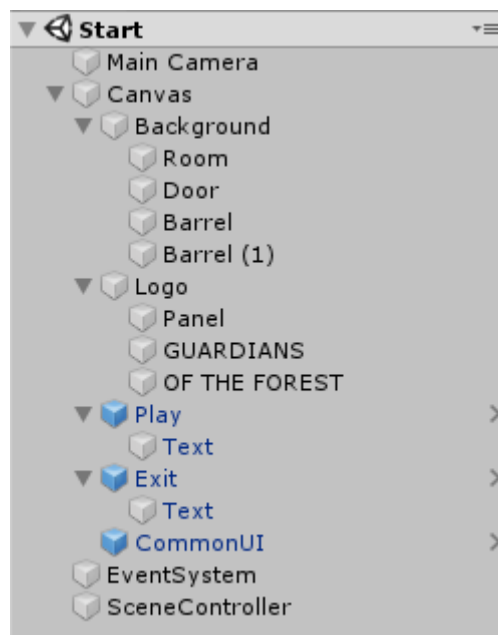 Start
Main Camera
Canvas
Background
Room
Door
Barrel
Barrel (1)
Logo
Panel
GUARDIANS
OF THE FOREST
Play
Text
Exit
Text
CommonUI
EventSystem
SceneController